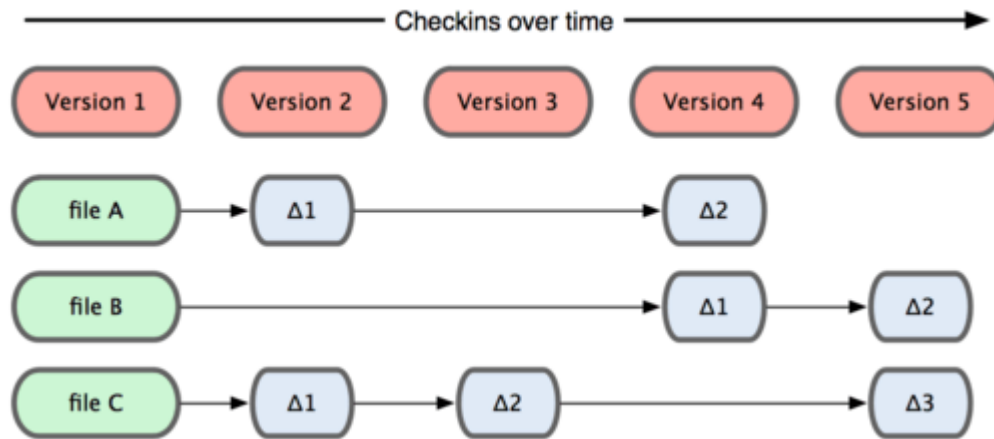 Checkins over time
Version 1 Version 2 Version 3 Version 4 Version 5
file A Δ1 Δ2
file B Δ1 Δ2
file C Δ1 Δ2 Δ3